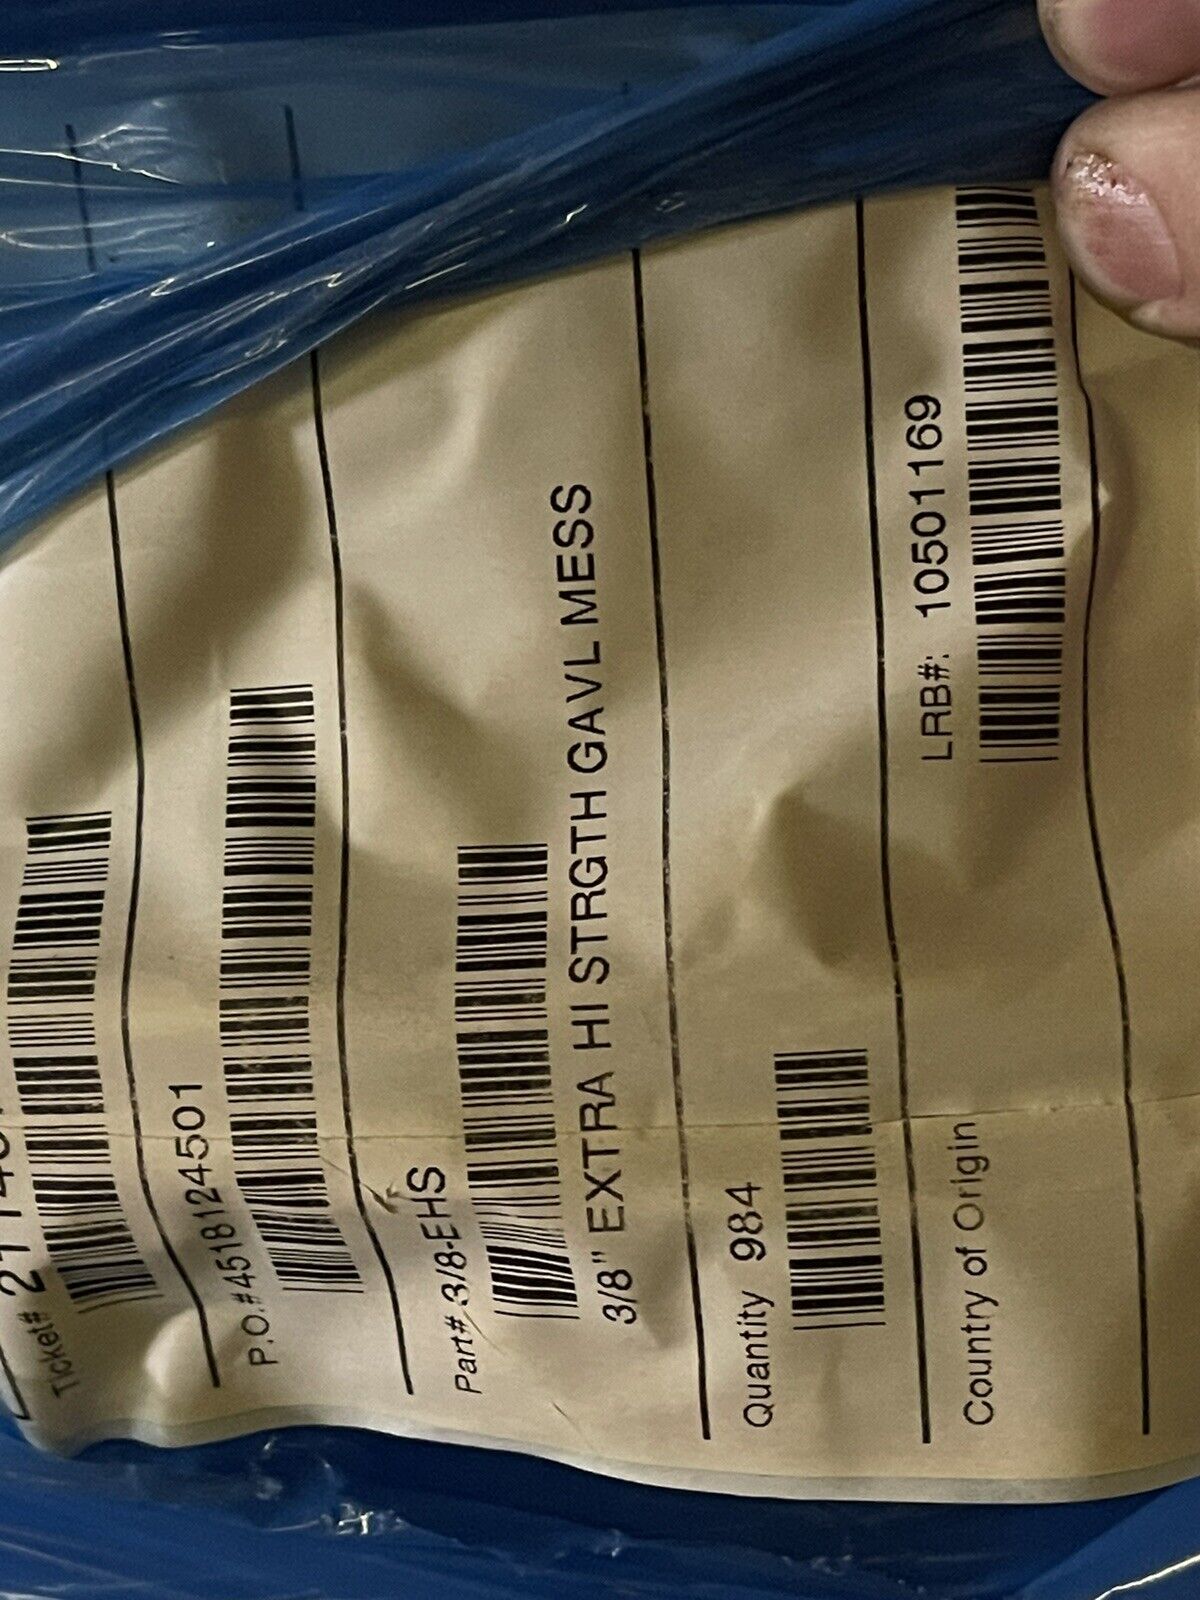 Ticket#
P.O.#4518124501
Part# 3/8-EHS
3/8" EXTRA HI STRGTH GAVL MESS
Quantity 984
LRB#: 10501169
Country of Origin